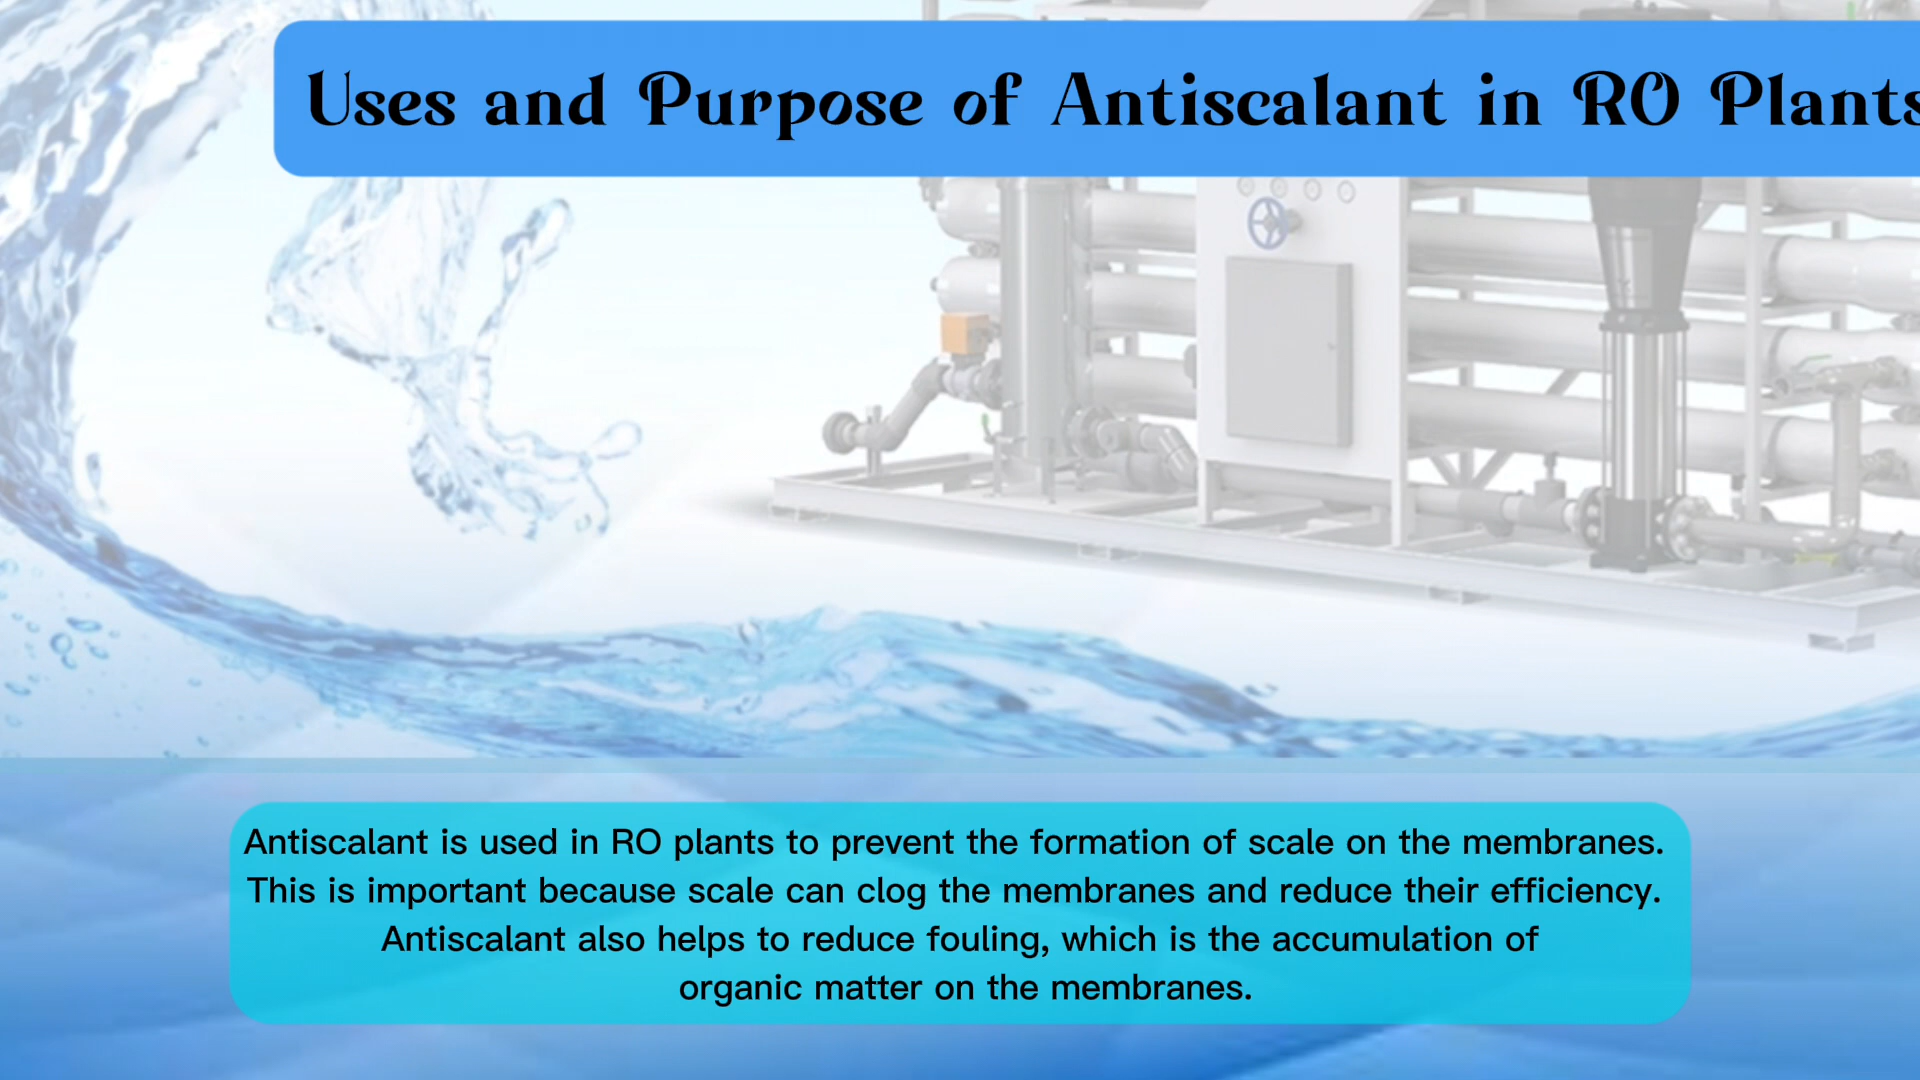 Uses and Purpose of Antiscalant in RO Plants
Antiscalant is used in RO plants to prevent the formation of scale on the membranes.
This is important because scale can clog the membranes and reduce their efficiency.
Antiscalant also helps to reduce fouling, which is the accumulation of
organic matter on the membranes.